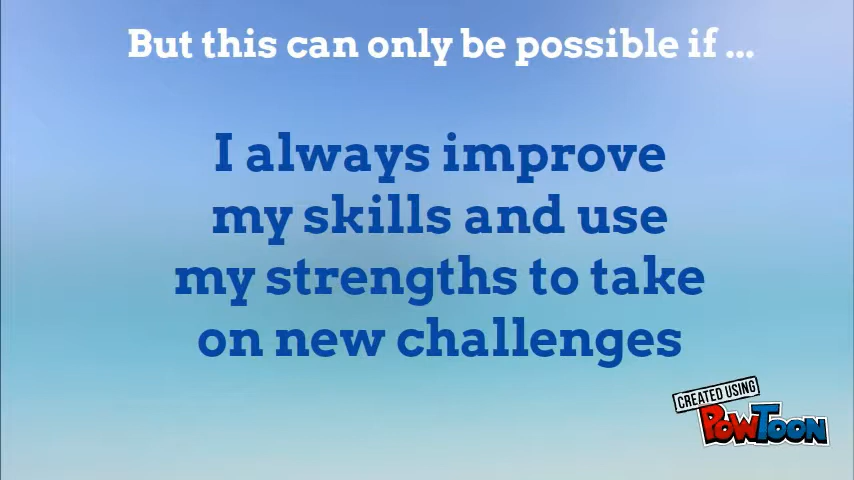 But this can only be possible if ...
I always improve
my skills and use
my strengths to take
on new challenges
CREATED USING
POWTOON